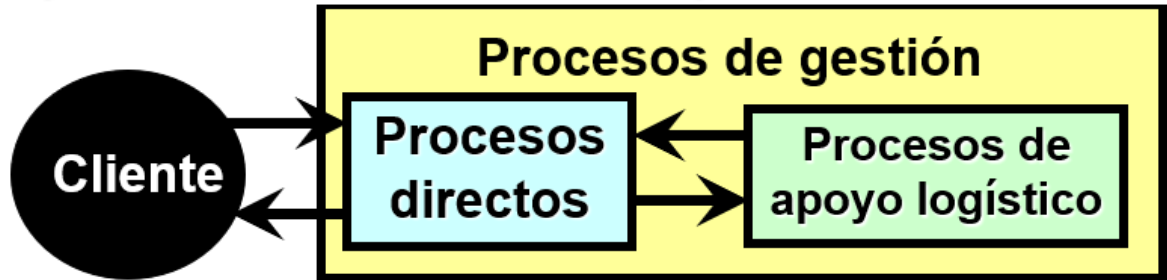 Procesos de gestión
Cliente
Procesos
directos
Procesos de
apoyo logístico